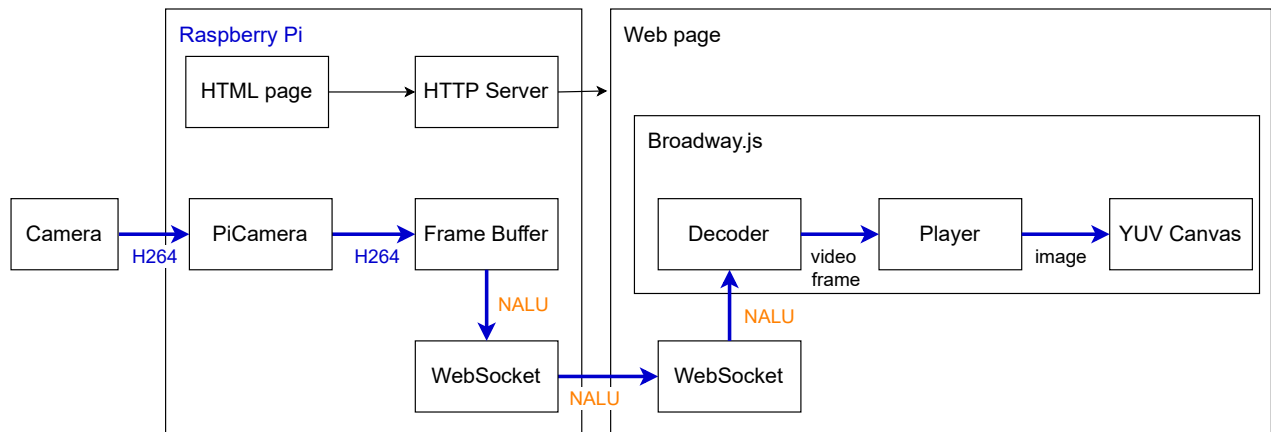 Raspberry Pi
Web page
HTML page
HTTP Server
Broadway.js
Camera
H264
PiCamera
H264
Frame Buffer
Decoder
video
frame
Player
image
YUV Canvas
NALU
NALU
WebSocket
NALU
WebSocket